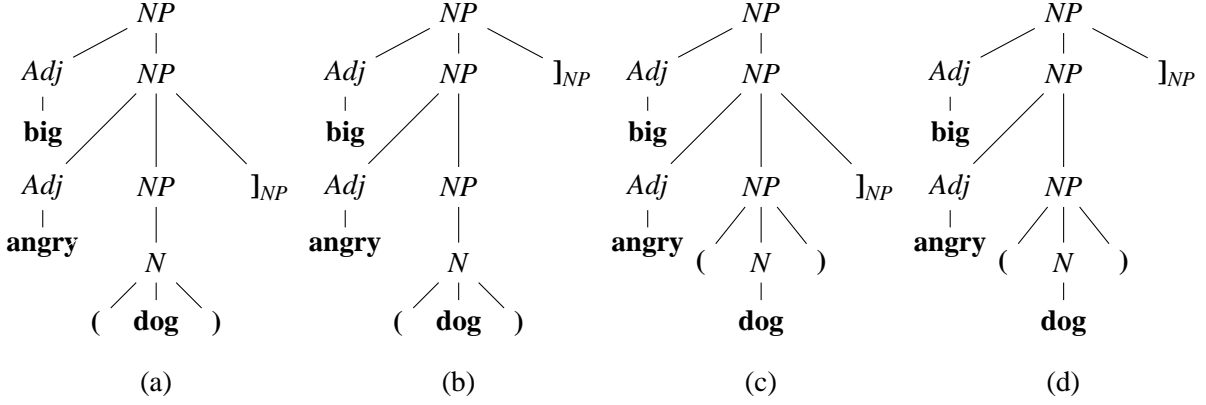 NP NP NP NP
Adj NP Adj NP ]NP Adj NP Adj NP ]NP
big big big big
Adj NP ]NP Adj NP Adj NP ]NP Adj NP
angry angry angry ( N ) angry ( N )
N N
( dog ) ( dog ) dog dog
(a) (b) (c) (d)